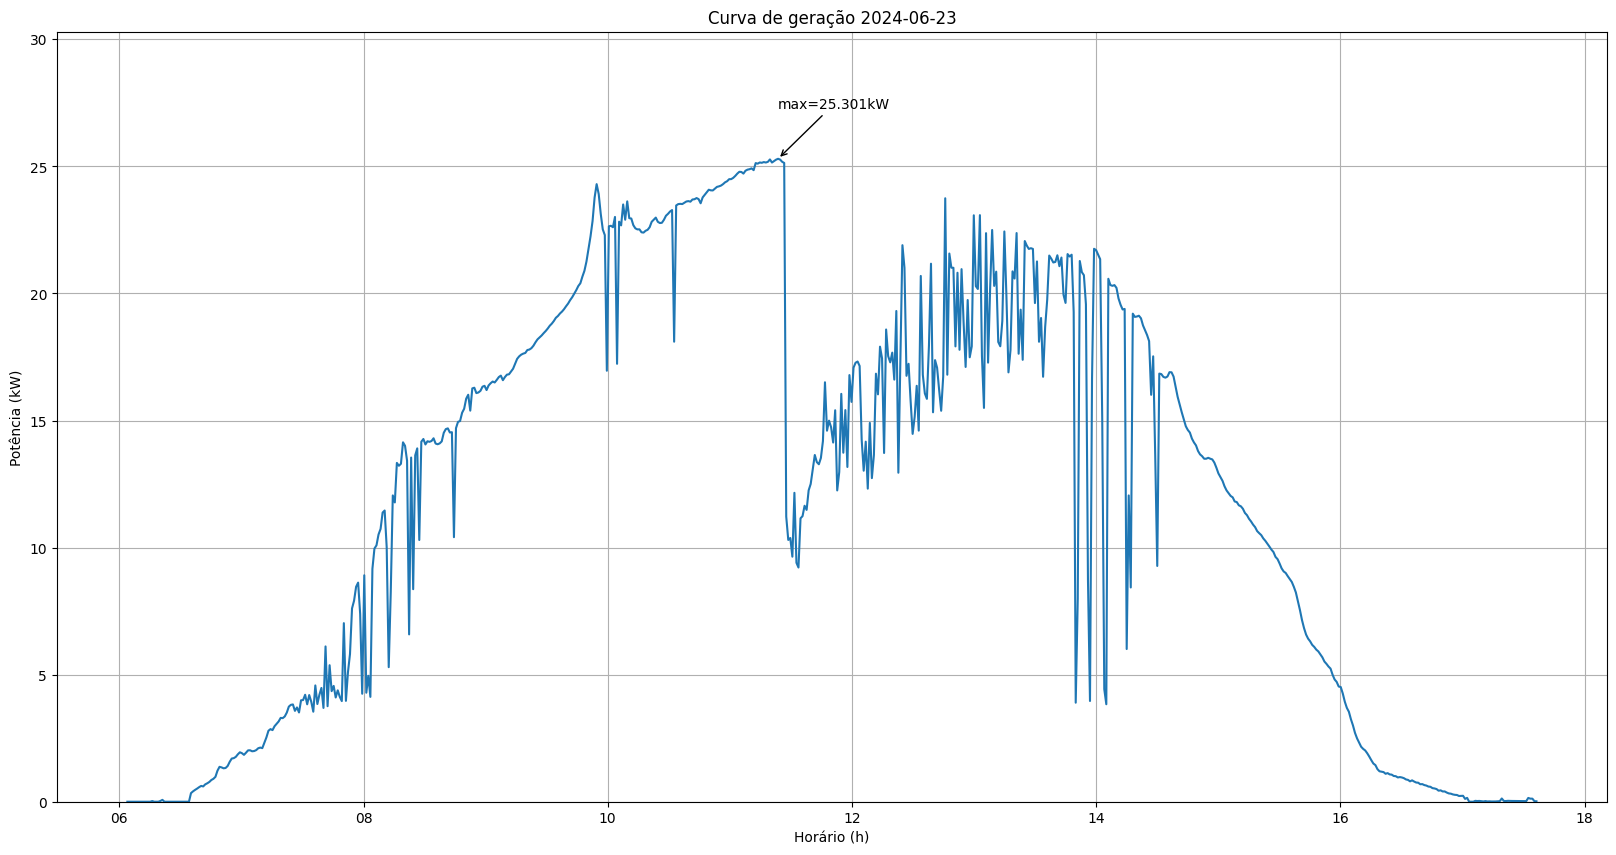 Curva de geração 2024-06-23
30
max=25.301kW
25
20
15
10
5
0
Potência (kW)
06 08 10 12 14 16 18
Horário (h)